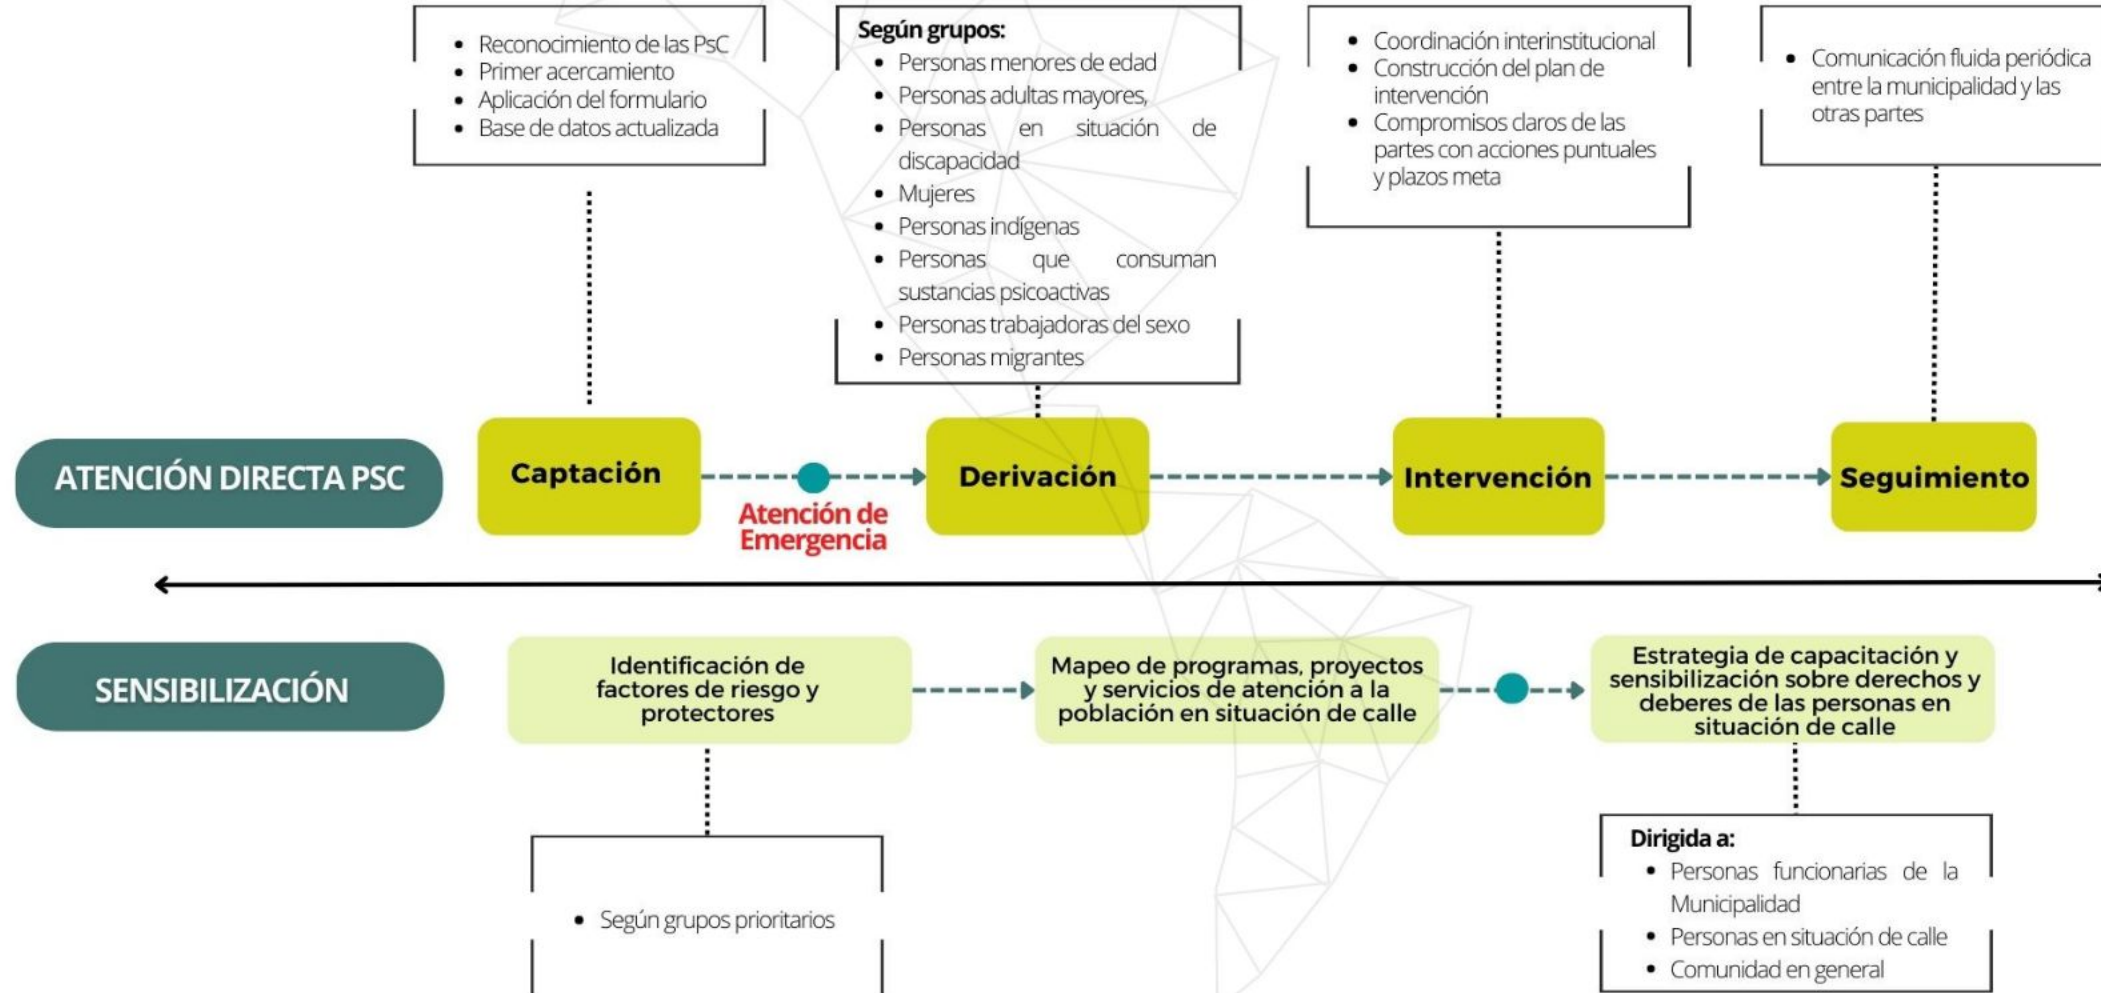 • Reconocimiento de las PsC
• Primer acercamiento
• Aplicación del formulario
• Base de datos actualizada
Según grupos:
• Personas menores de edad
• Personas adultas mayores,
• Personas en situación de
discapacidad
• Mujeres
• Personas indígenas
• Personas que consuman
sustancias psicoactivas
• Personas trabajadoras del sexo
• Personas migrantes
• Coordinación interinstitucional
• Construcción del plan de
intervención
• Compromisos claros de las
partes con acciones puntuales
y plazos meta
• Comunicación fluida periódica
entre la municipalidad y las
otras partes
ATENCIÓN DIRECTA PSC
Captación
Atención de
Emergencia
Derivación
Intervención
Seguimiento
SENSIBILIZACIÓN
Identificación de
factores de riesgo y
protectores
Mapeo de programas, proyectos
y servicios de atención a la
población en situación de calle
Estrategia de capacitación y
sensibilización sobre derechos y
deberes de las personas en
situación de calle
• Según grupos prioritarios
Dirigida a:
• Personas funcionarias de la
Municipalidad
• Personas en situación de calle
• Comunidad en general